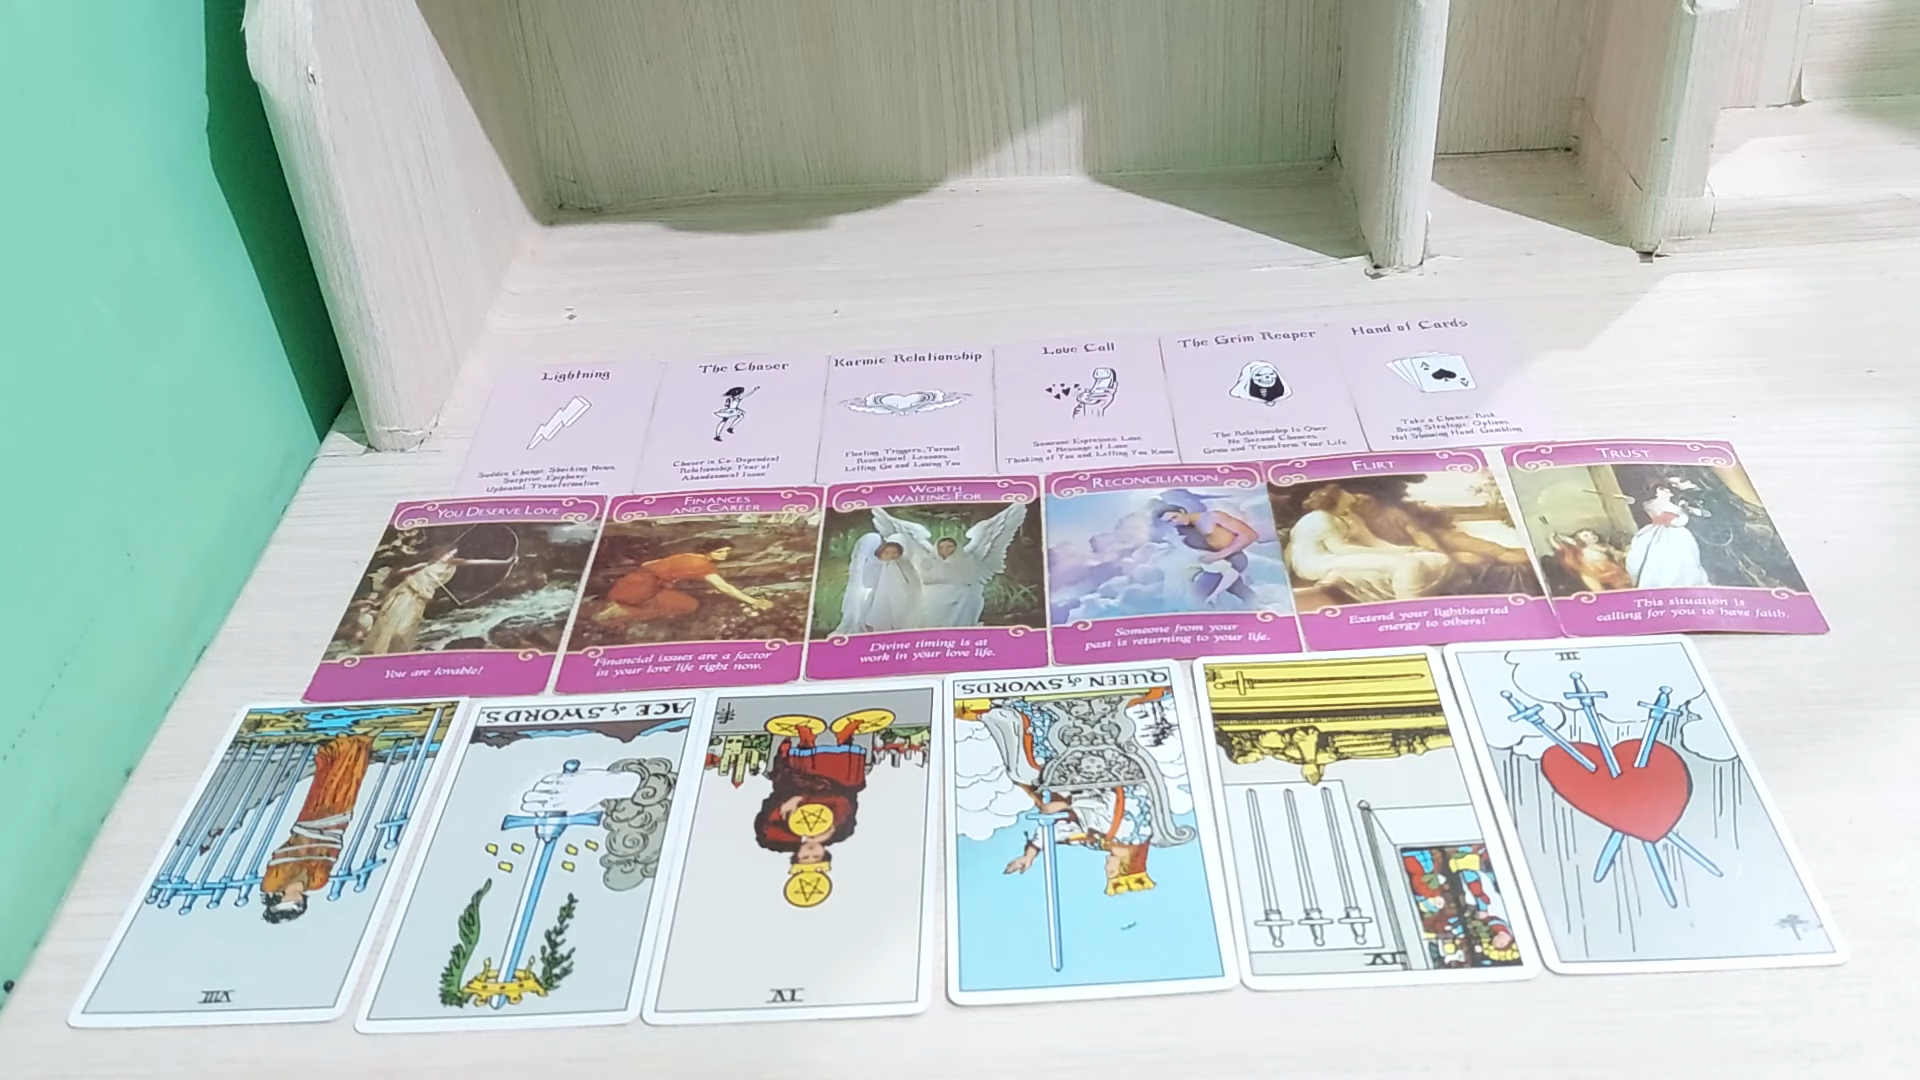 Lightning
Sudden Change, Shocking News,
Surprise, Epiphany,
Upheaval, Transformation
The Chaser
Chaser in Co-Dependent
Relationship, Fear of
Abandonment Issue
Karmic Relationship
Fleeting, Triggers, Turmoil
Resentment, Lessons,
Letting Go and Loving You
Love Call
Someone Expresses Love
a Message of Love
Thinking of You and Letting You Know
The Grim Reaper
The Relationship Is Over
No Second Chances,
Grow and Transform Your Life
Hand of Cards
Take a Chance, Risk,
Being Strategic, Options,
Not Showing Hand, Gambling
YOU DESERVE LOVE
You are lovable!
FINANCES
AND CAREER
Financial issues are a factor
in your love life right now.
WORTH
WAITING FOR
Divine timing is at
work in your love life.
RECONCILIATION
Someone from your
past is returning to your life.
FLIRT
Extend your lighthearted
energy to others!
TRUST
This situation is
calling for you to have faith.
VIII
ACE of SWORDS.
IV
QUEEN of SWORDS.
IV
III